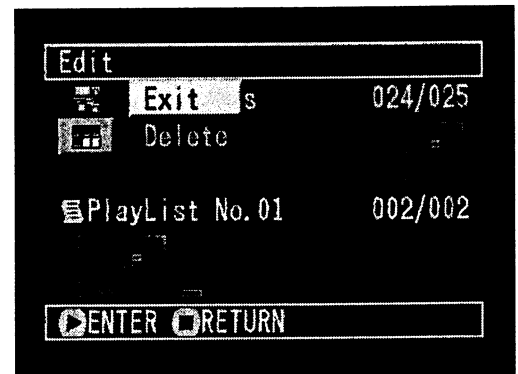 Edit
Exit s 024/025
Delete
PlayList No.01 002/002
ENTER RETURN